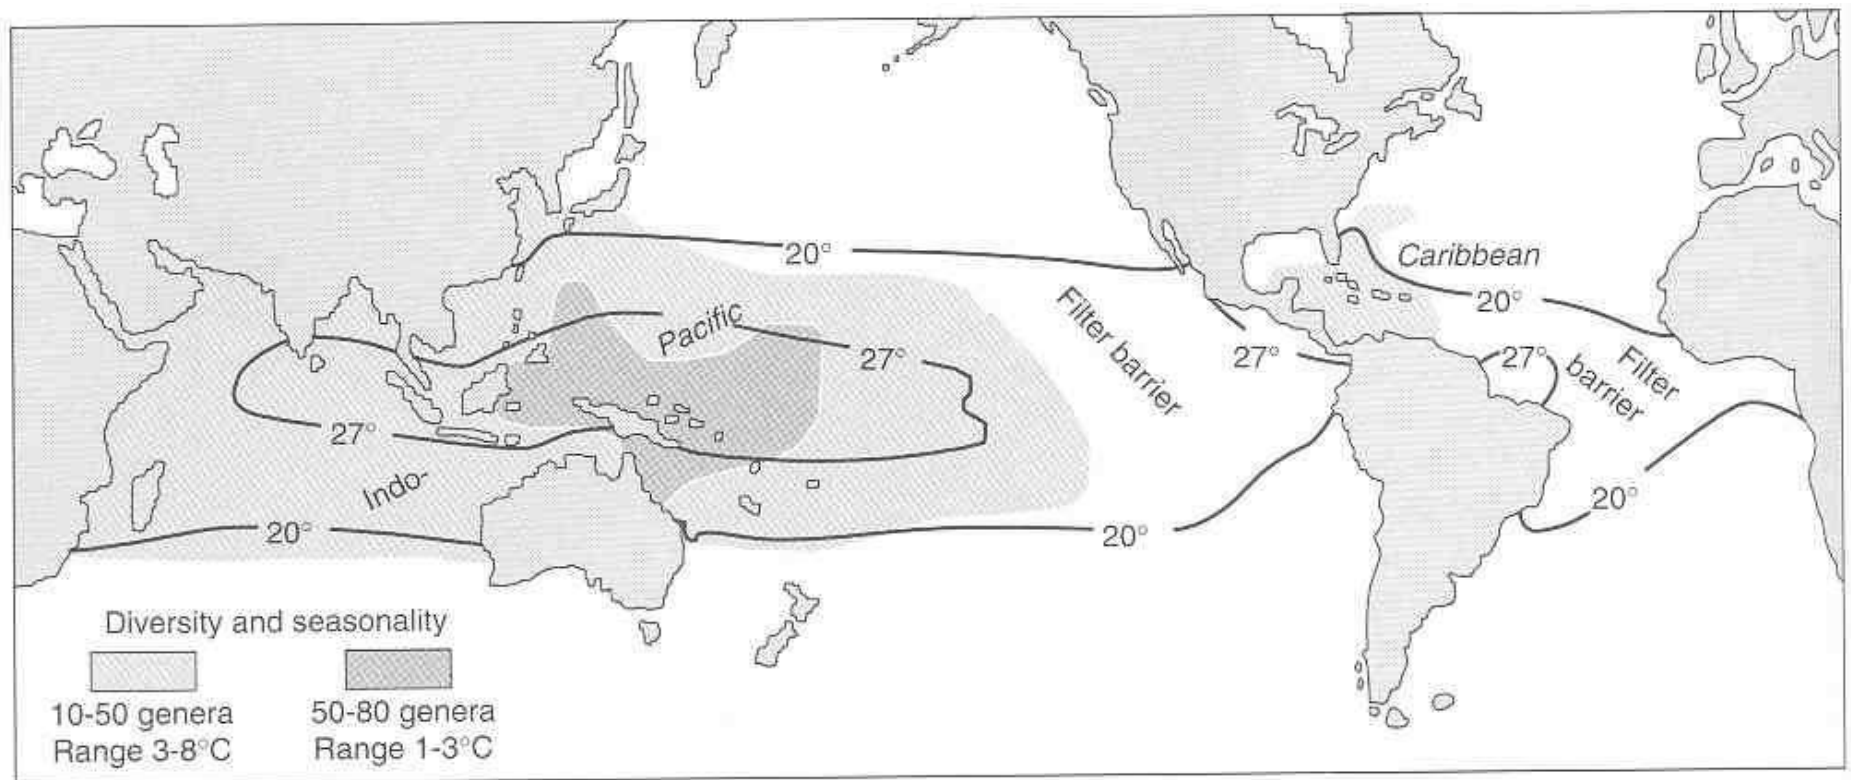 20°
Caribbean
20°
Pacific
27°
Filter barrier
27°
27°
Filter
barrier
27°
Indo-
20°
20°
20°
Diversity and seasonality
10-50 genera
Range 3-8°C
50-80 genera
Range 1-3°C